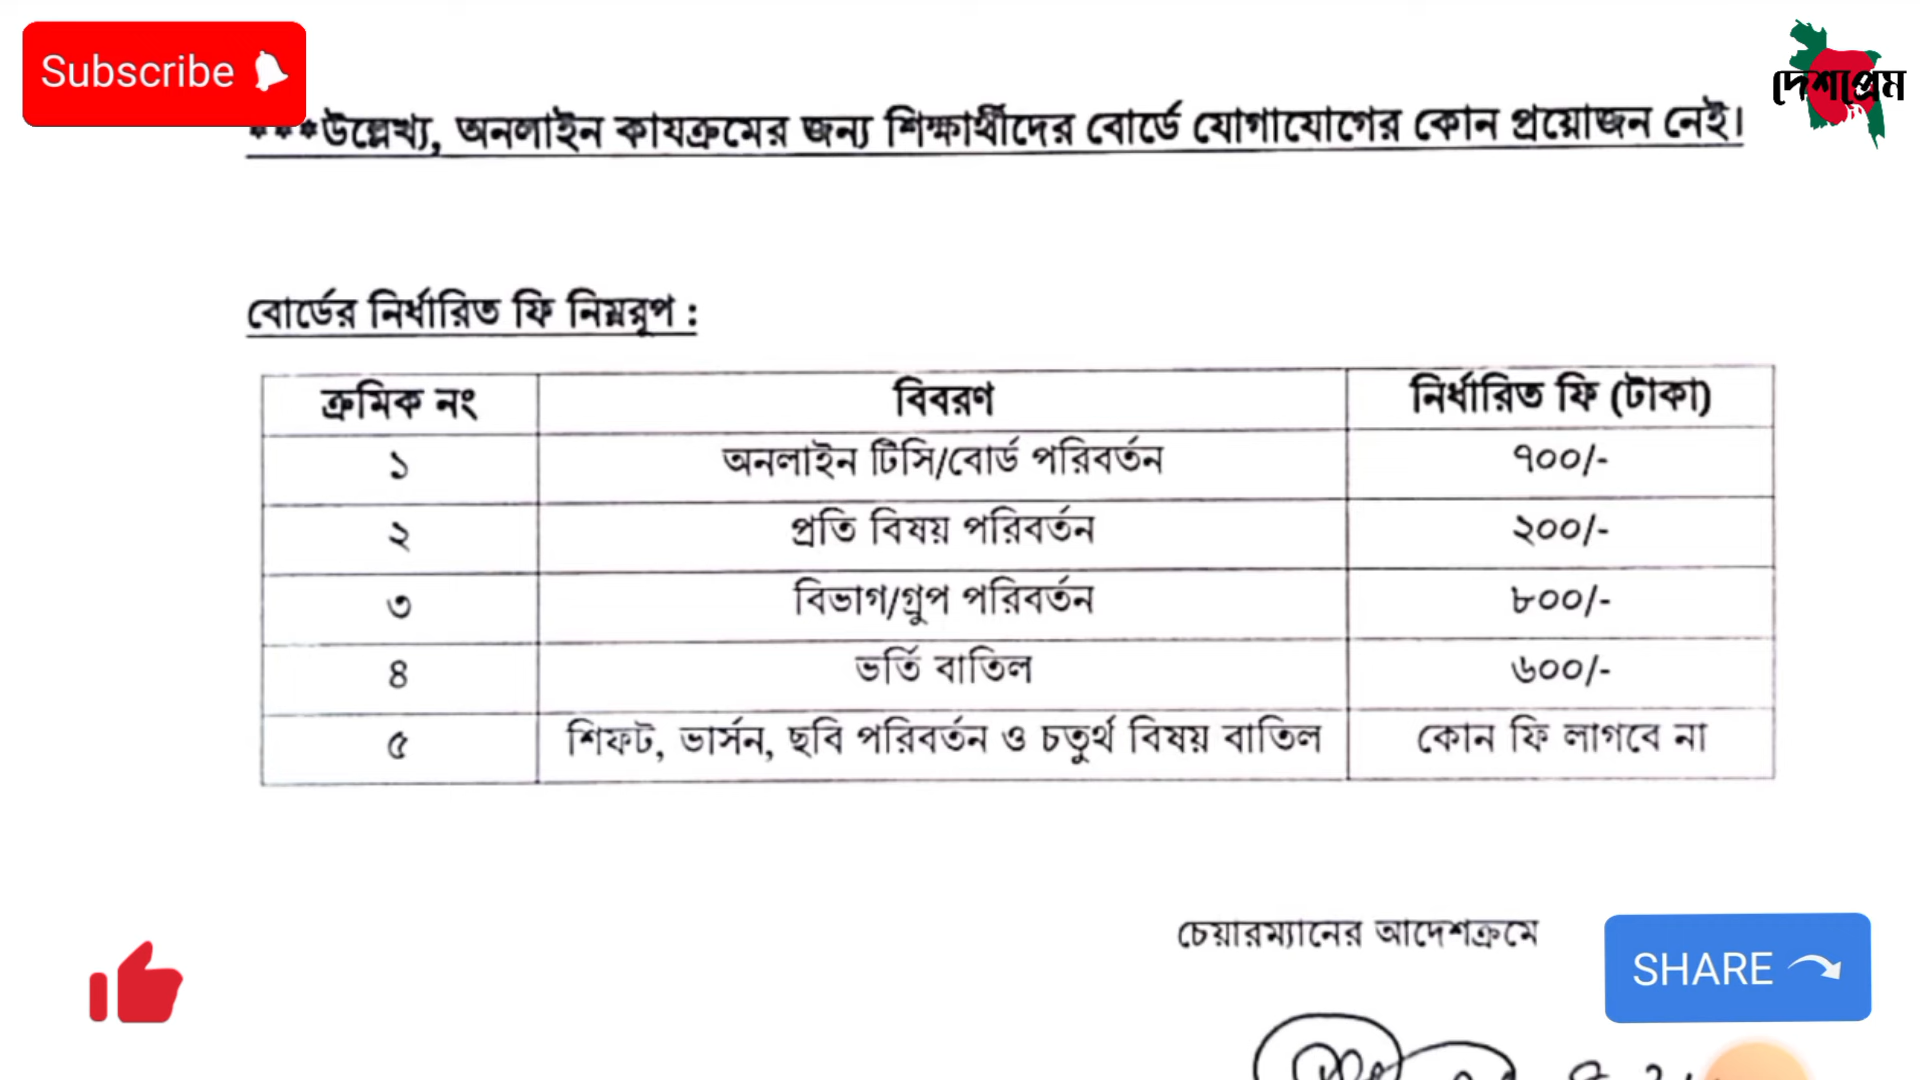 Subscribe
দেশপ্রেম
***উল্লেখ্য, অনলাইন কাযক্রমের জন্য শিক্ষার্থীদের বোর্ডে যোগাযোগের কোন প্রয়োজন নেই।
বোর্ডের নির্ধারিত ফি নিম্নরুপ :
ক্রমিক নং বিবরণ নির্ধারিত ফি (টাকা)
১ অনলাইন টিসি/বোর্ড পরিবর্তন ৭০০/-
২ প্রতি বিষয় পরিবর্তন ২০০/-
৩ বিভাগ/গ্রুপ পরিবর্তন ৮০০/-
৪ ভর্তি বাতিল ৬০০/-
৫ শিফট, ভার্সন, ছবি পরিবর্তন ও চতুর্থ বিষয় বাতিল কোন ফি লাগবে না
চেয়ারম্যানের আদেশক্রমে
SHARE